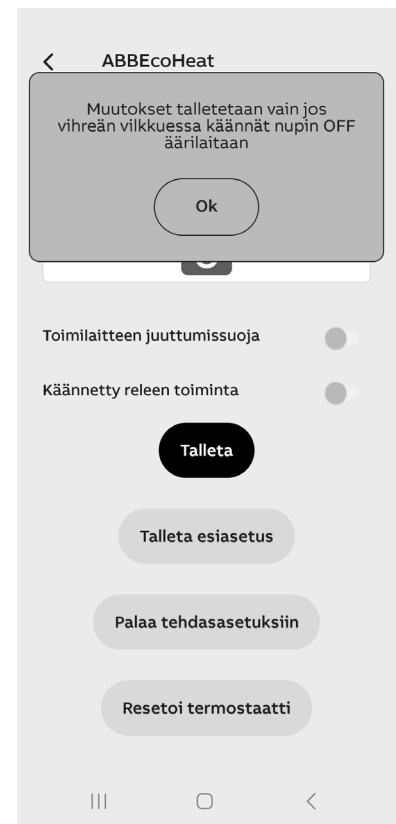 ABBEcoHeat
Muutokset talletetaan vain jos
vihreän vilkkuessa käännät nupin OFF
äärilaitaan
Ok
Toimilaitteen juuttumissuoja
Käännetty releen toiminta
Talleta
Talleta esiasetus
Palaa tehdasasetuksiin
Resetoi termostaatti